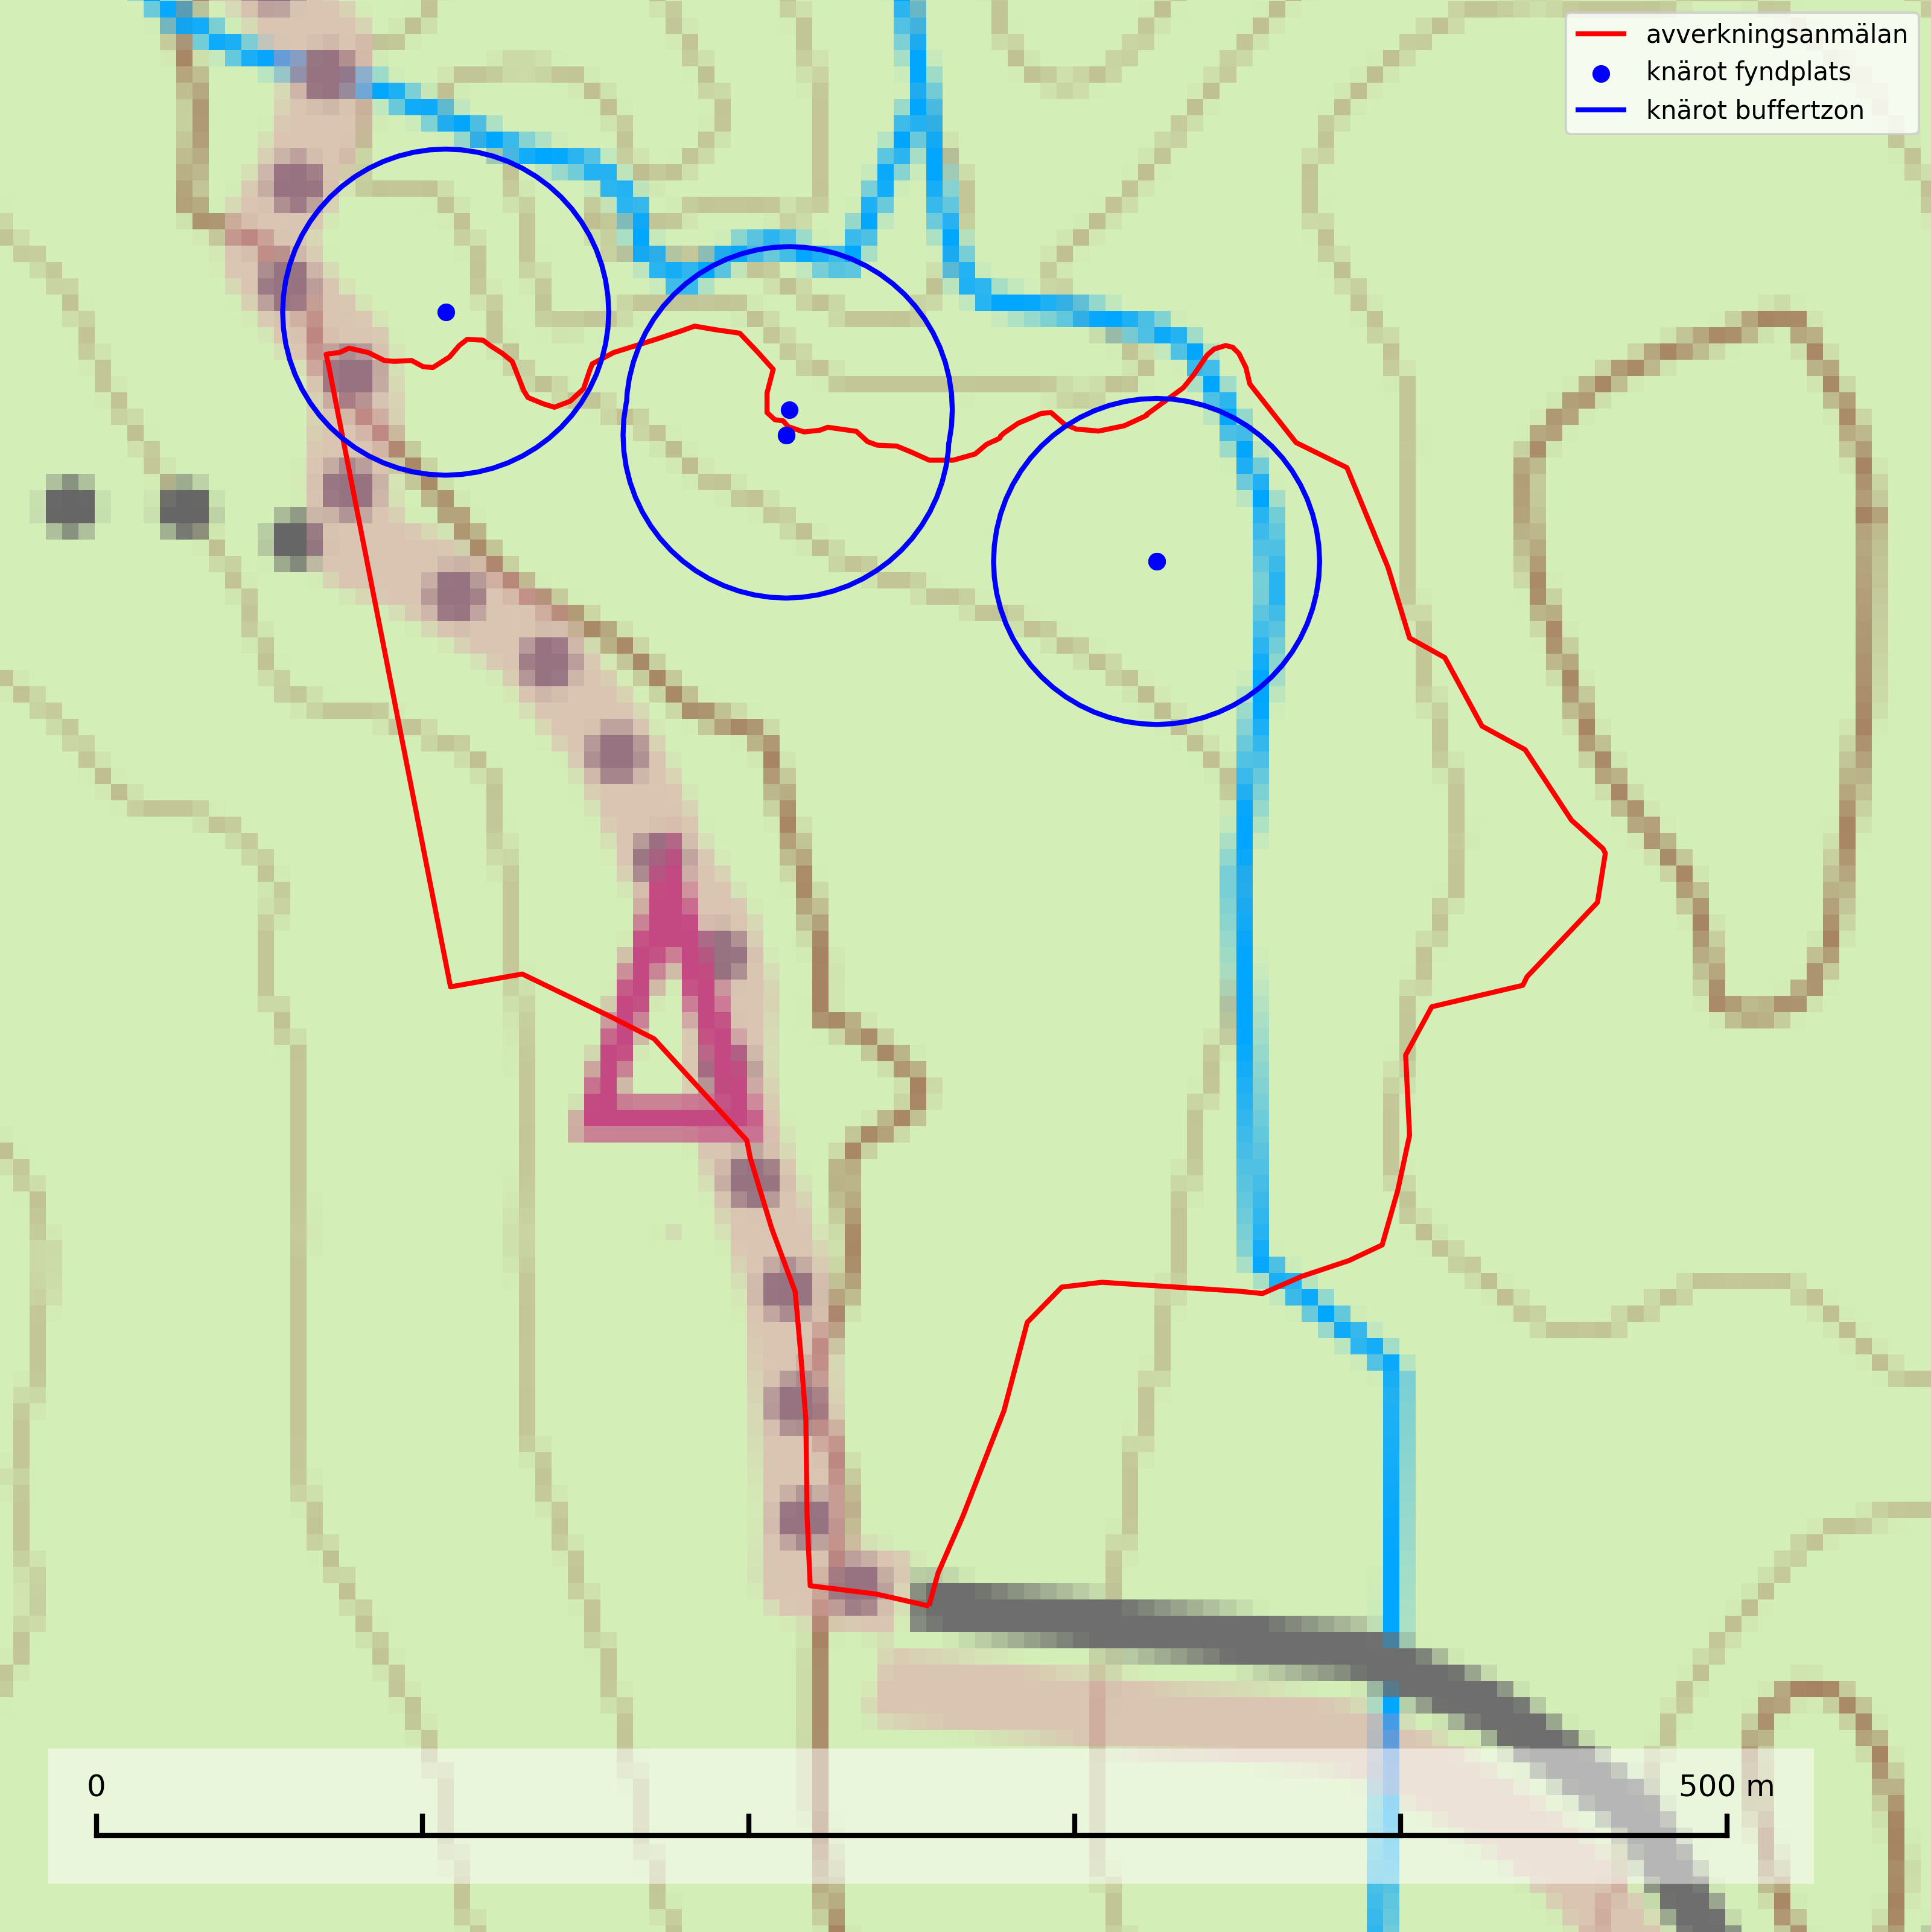 avverkningsanmälan
knärot fyndplats
knärot buffertzon
0 500 m